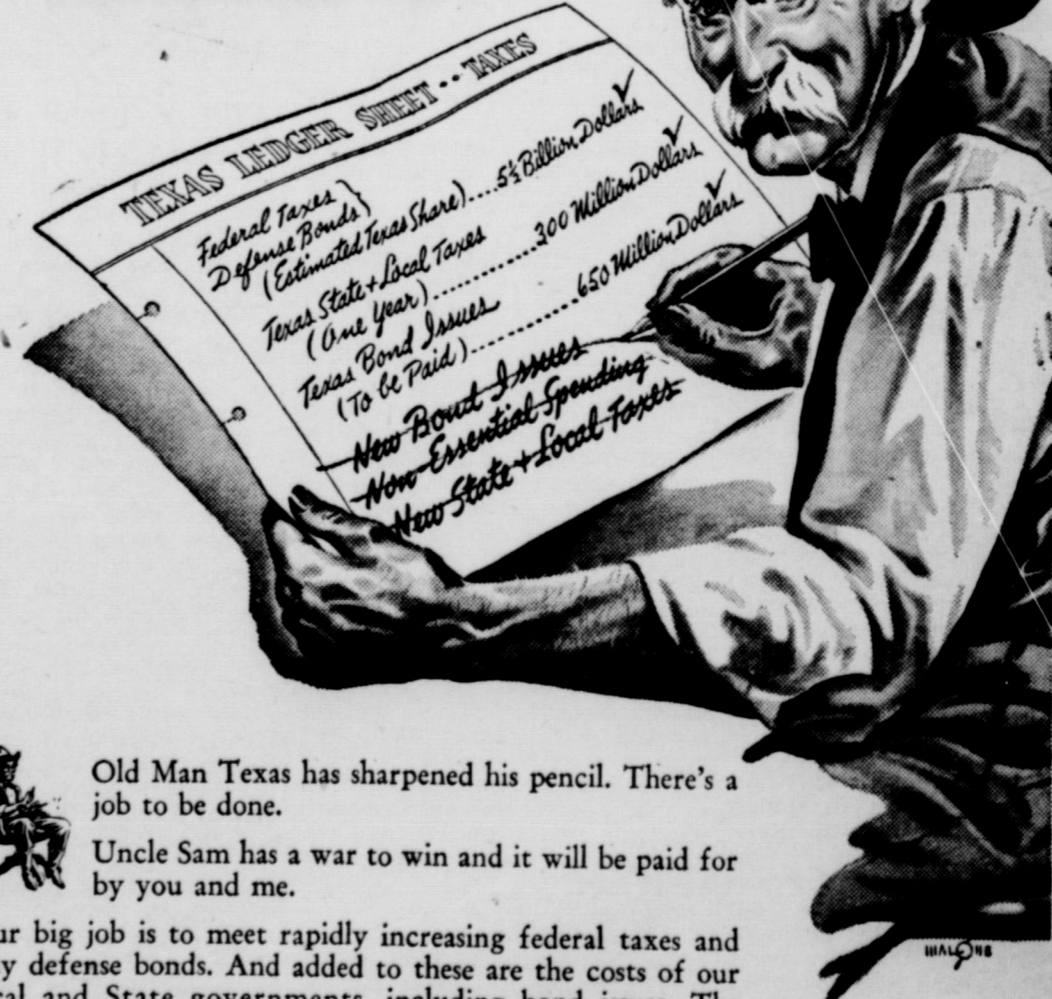 TEXAS LEDGER SHEET·· TAXES
Federal Taxes }
Defense Bonds }
(Estimated Texas Share)....5½ Billion Dollars ✓
Texas State + Local Taxes
(One Year)............300 Million Dollars ✓
Texas Bond Issues
(To be Paid)............650 Million Dollars ✓
New Bond Issues
Non-Essential Spending
New State + Local Taxes
Old Man Texas has sharpened his pencil. There's a
job to be done.
Uncle Sam has a war to win and it will be paid for
by you and me.
big job is to meet rapidly increasing federal taxes and
defense bonds. And added to these are the costs of our
and State governments, including bond